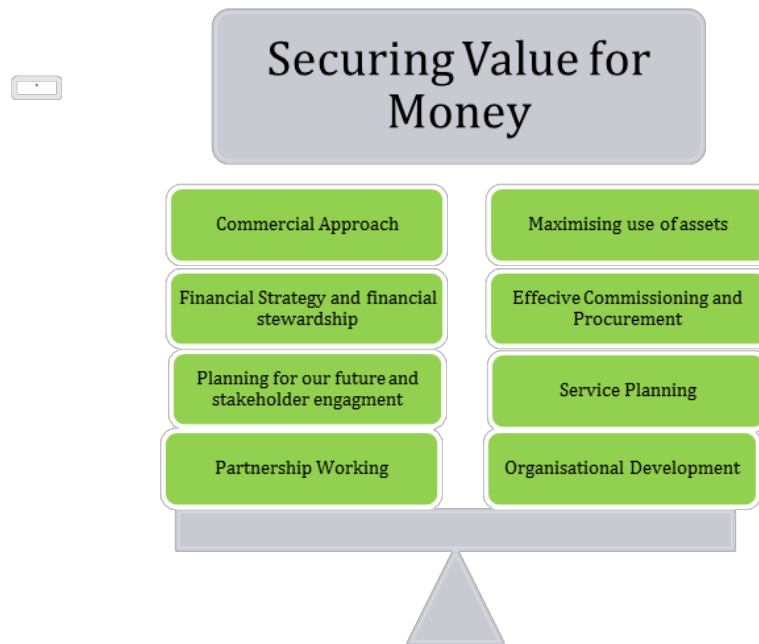 Securing Value for
Money
Commercial Approach
Maximising use of assets
Financial Strategy and financial
stewardship
Effecive Commissioning and
Procurement
Planning for our future and
stakeholder engagment
Service Planning
Partnership Working
Organisational Development